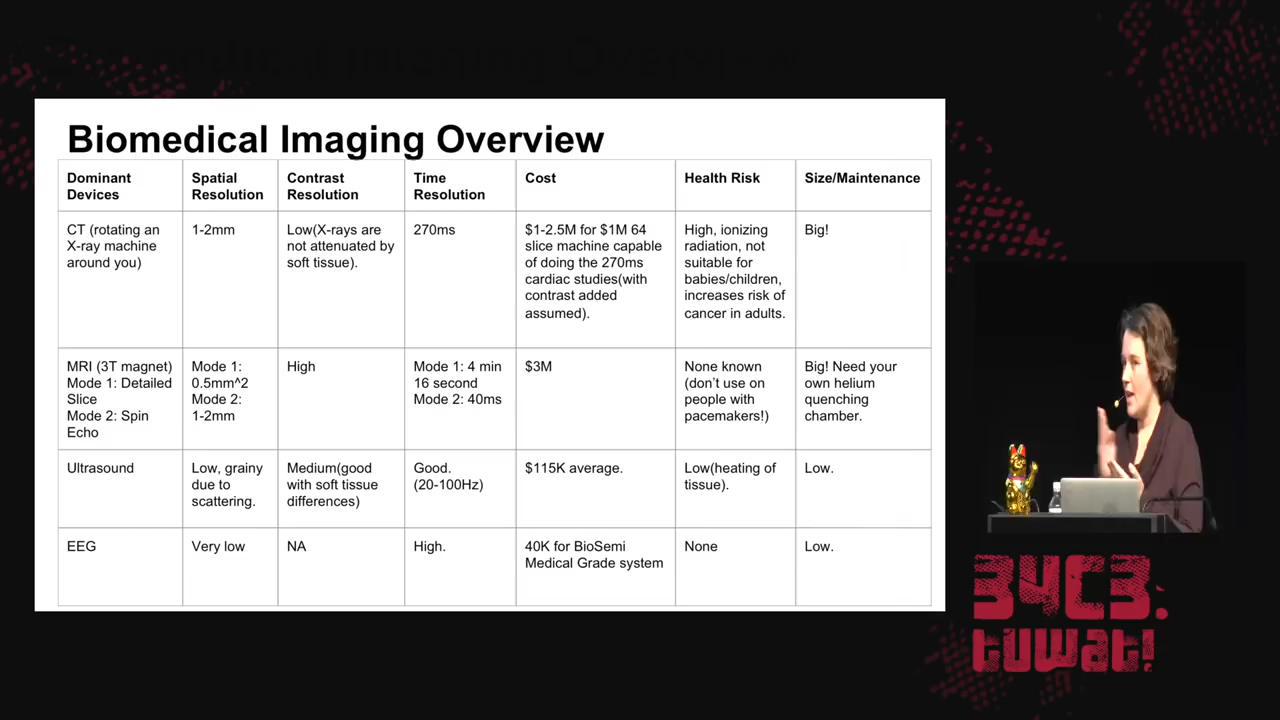 Biomedical Imaging Overview
Dominant Devices
Spatial Resolution
Contrast Resolution
Time Resolution
Cost
Health Risk
Size/Maintenance
CT (rotating an
X-ray machine
around you)
1-2mm
Low(X-rays are
not attenuated by
soft tissue).
270ms
$1-2.5M for $1M 64
slice machine capable
of doing the 270ms
cardiac studies(with
contrast added
assumed).
High, ionizing
radiation, not
suitable for
babies/children,
increases risk of
cancer in adults.
Big!
MRI (3T magnet)
Mode 1: Detailed
Slice
Mode 2: Spin
Echo
Mode 1:
0.5mm^2
Mode 2:
1-2mm
High
Mode 1: 4 min
16 second
Mode 2: 40ms
$3M
None known
(don’t use on
people with
pacemakers!)
Big! Need your
own helium
quenching
chamber.
Ultrasound
Low, grainy
due to
scattering.
Medium(good
with soft tissue
differences)
Good.
(20-100Hz)
$115K average.
Low(heating of
tissue).
Low.
EEG
Very low
NA
High.
40K for BioSemi
Medical Grade system
None
Low.
34C3.
tuwat!